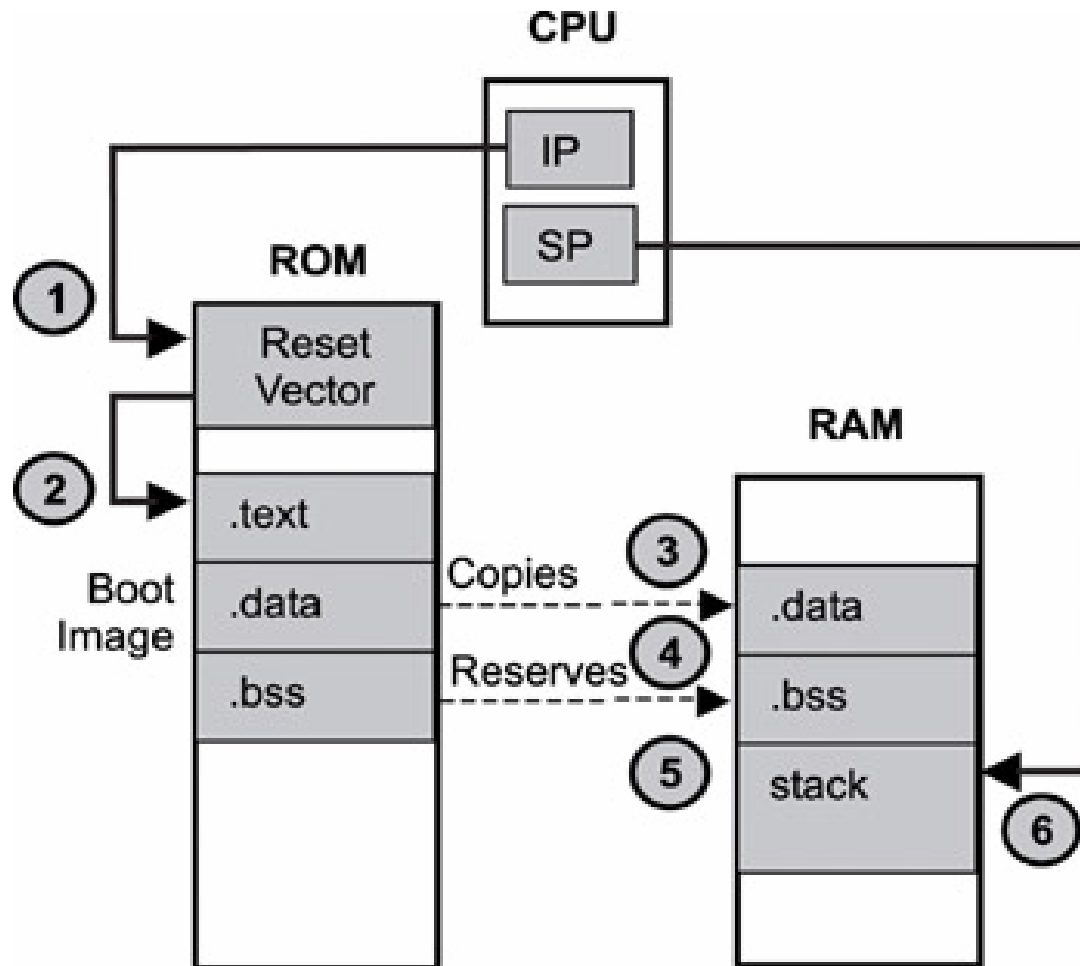 CPU
IP
SP
ROM
1
Reset
Vector
RAM
2
.text
3
Boot
Image
Copies
.data
.data
4
Reserves
.bss
.bss
5
stack
6